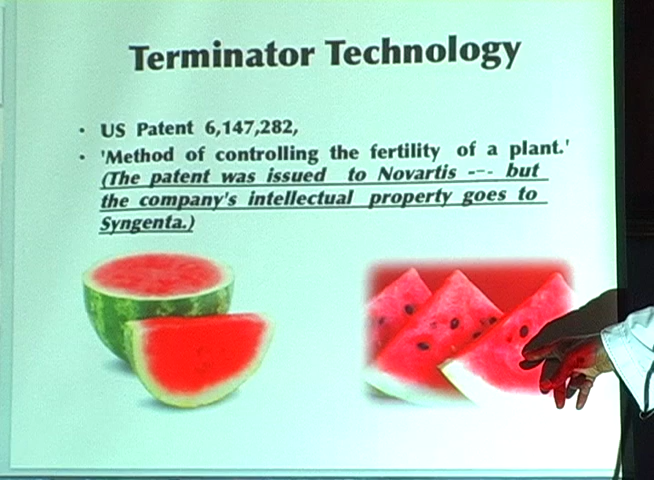 Terminator Technology
• US Patent 6,147,282,
• 'Method of controlling the fertility of a plant.'
(The patent was issued to Novartis --- but
the company's intellectual property goes to
Syngenta.)